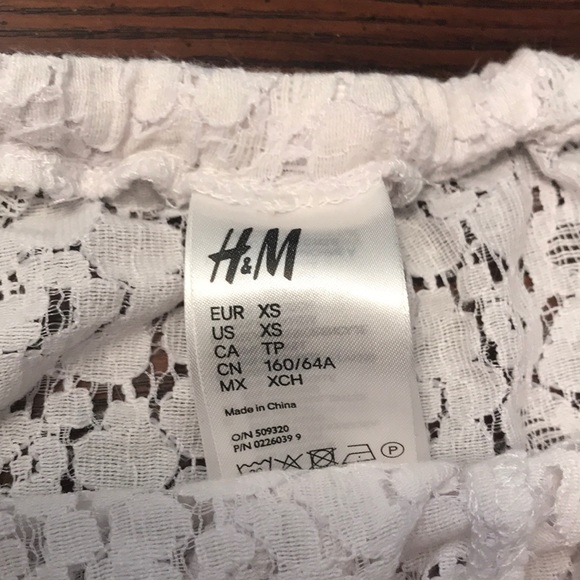 H&M
EUR XS
US XS
CA TP
CN 160/64A
MX XCH
Made in China
O/N 509320
P/N 0226039 9
P